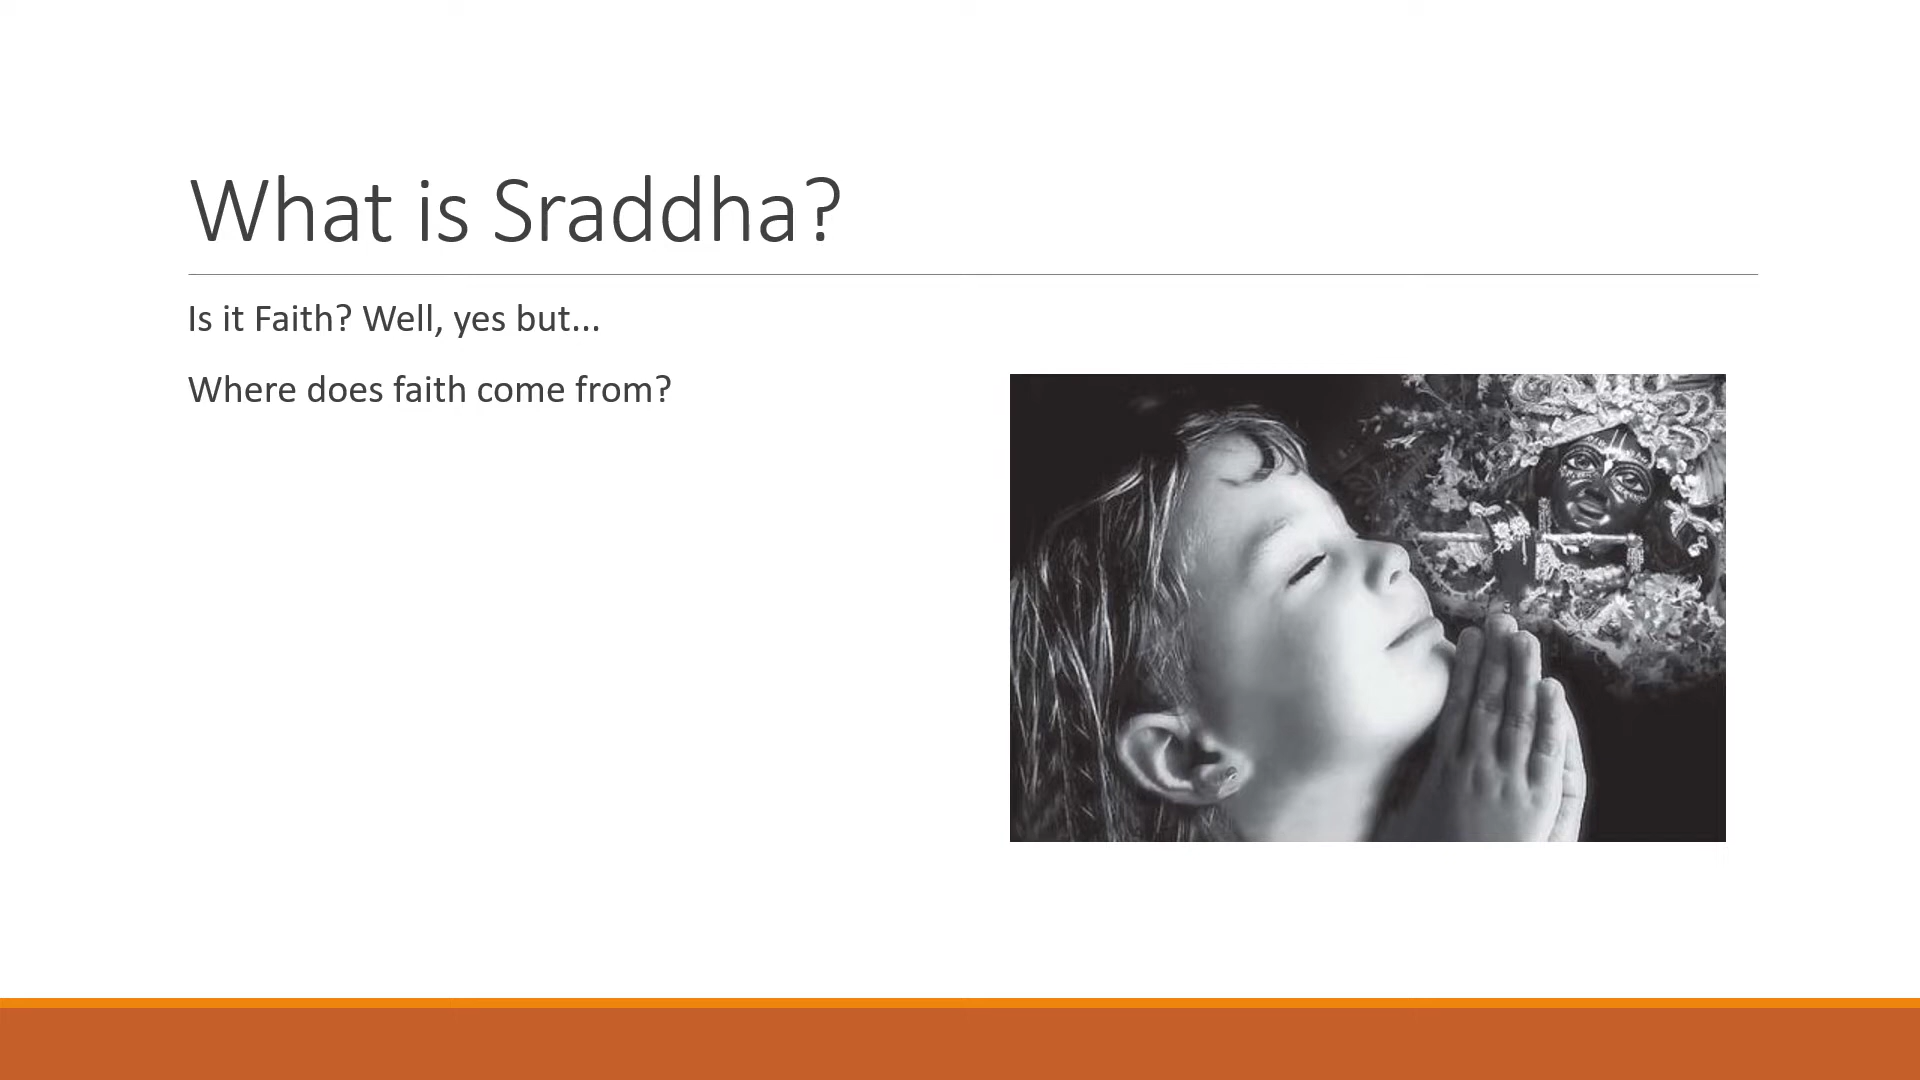 What is Sraddha?
Is it Faith? Well, yes but...
Where does faith come from?